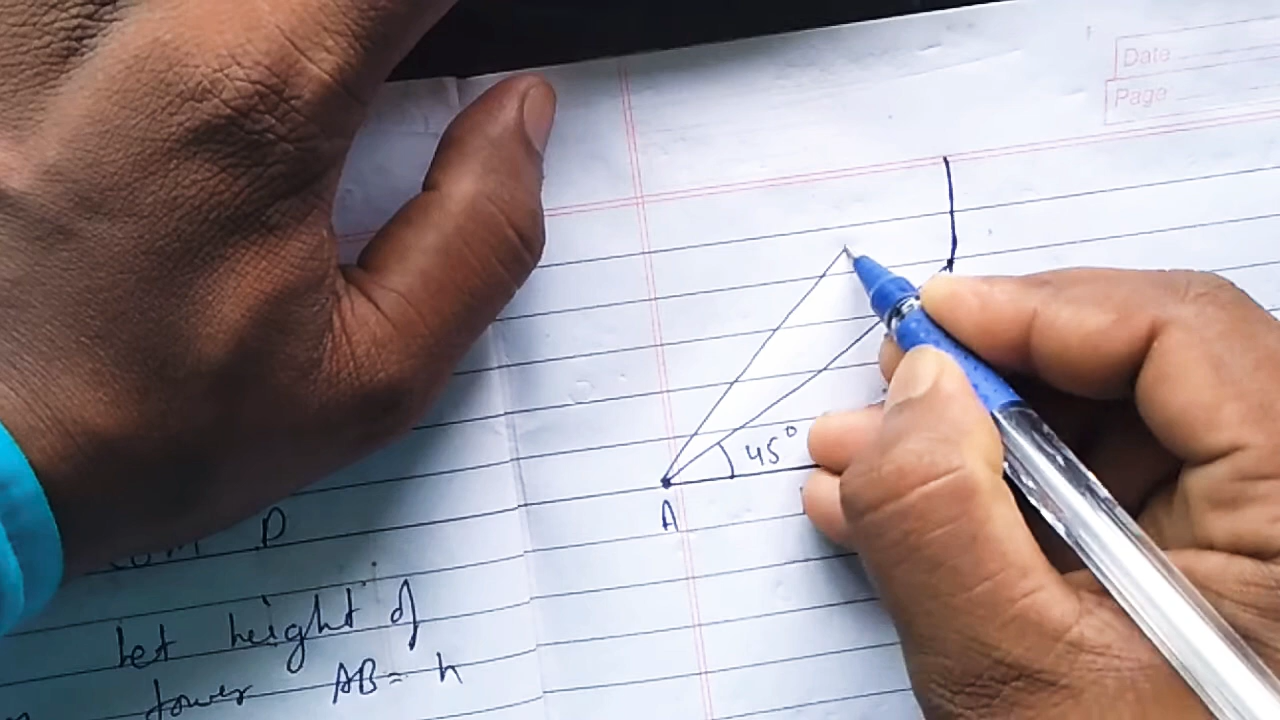 Date
Page
45°
A
D
let height of
tower AB = h